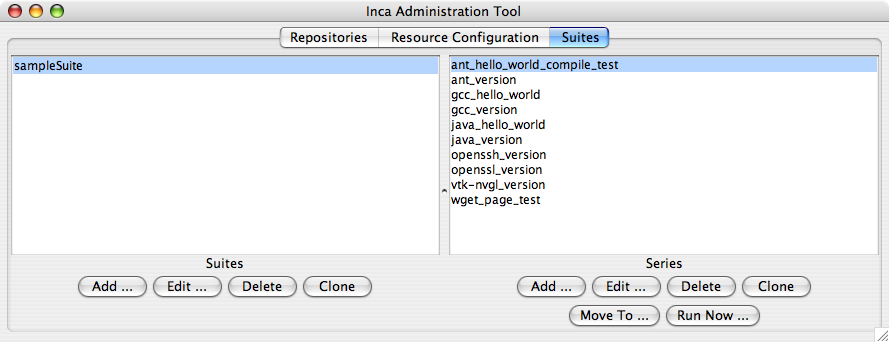 Inca Administration Tool
Repositories Resource Configuration Suites
sampleSuite
ant_hello_world_compile_test
ant_version
gcc_hello_world
gcc_version
java_hello_world
java_version
openssh_version
openssl_version
vtk-nvgl_version
wget_page_test
Suites
Add ... Edit ... Delete Clone
Series
Add ... Edit ... Delete Clone
Move To ... Run Now ...